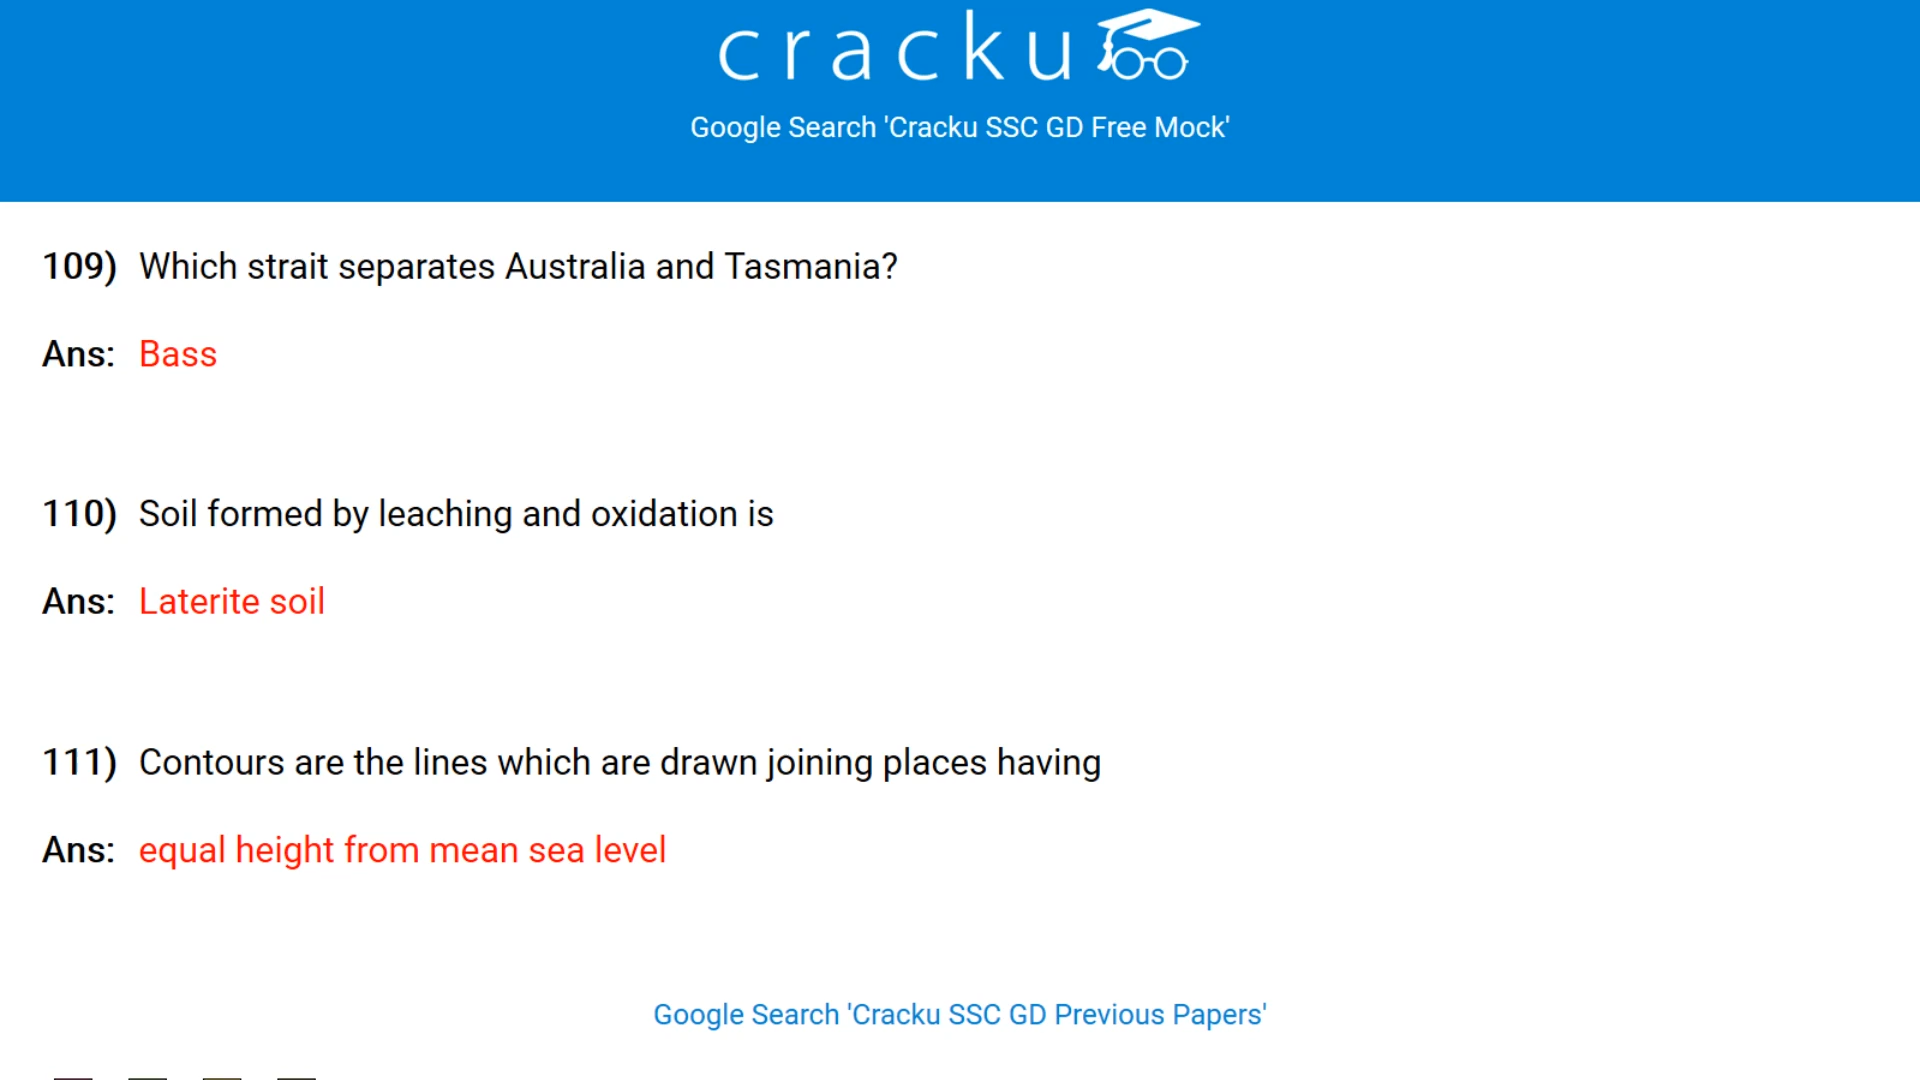 cracku
Google Search 'Cracku SSC GD Free Mock'
109) Which strait separates Australia and Tasmania?
Ans: Bass
110) Soil formed by leaching and oxidation is
Ans: Laterite soil
111) Contours are the lines which are drawn joining places having
Ans: equal height from mean sea level
Google Search 'Cracku SSC GD Previous Papers'